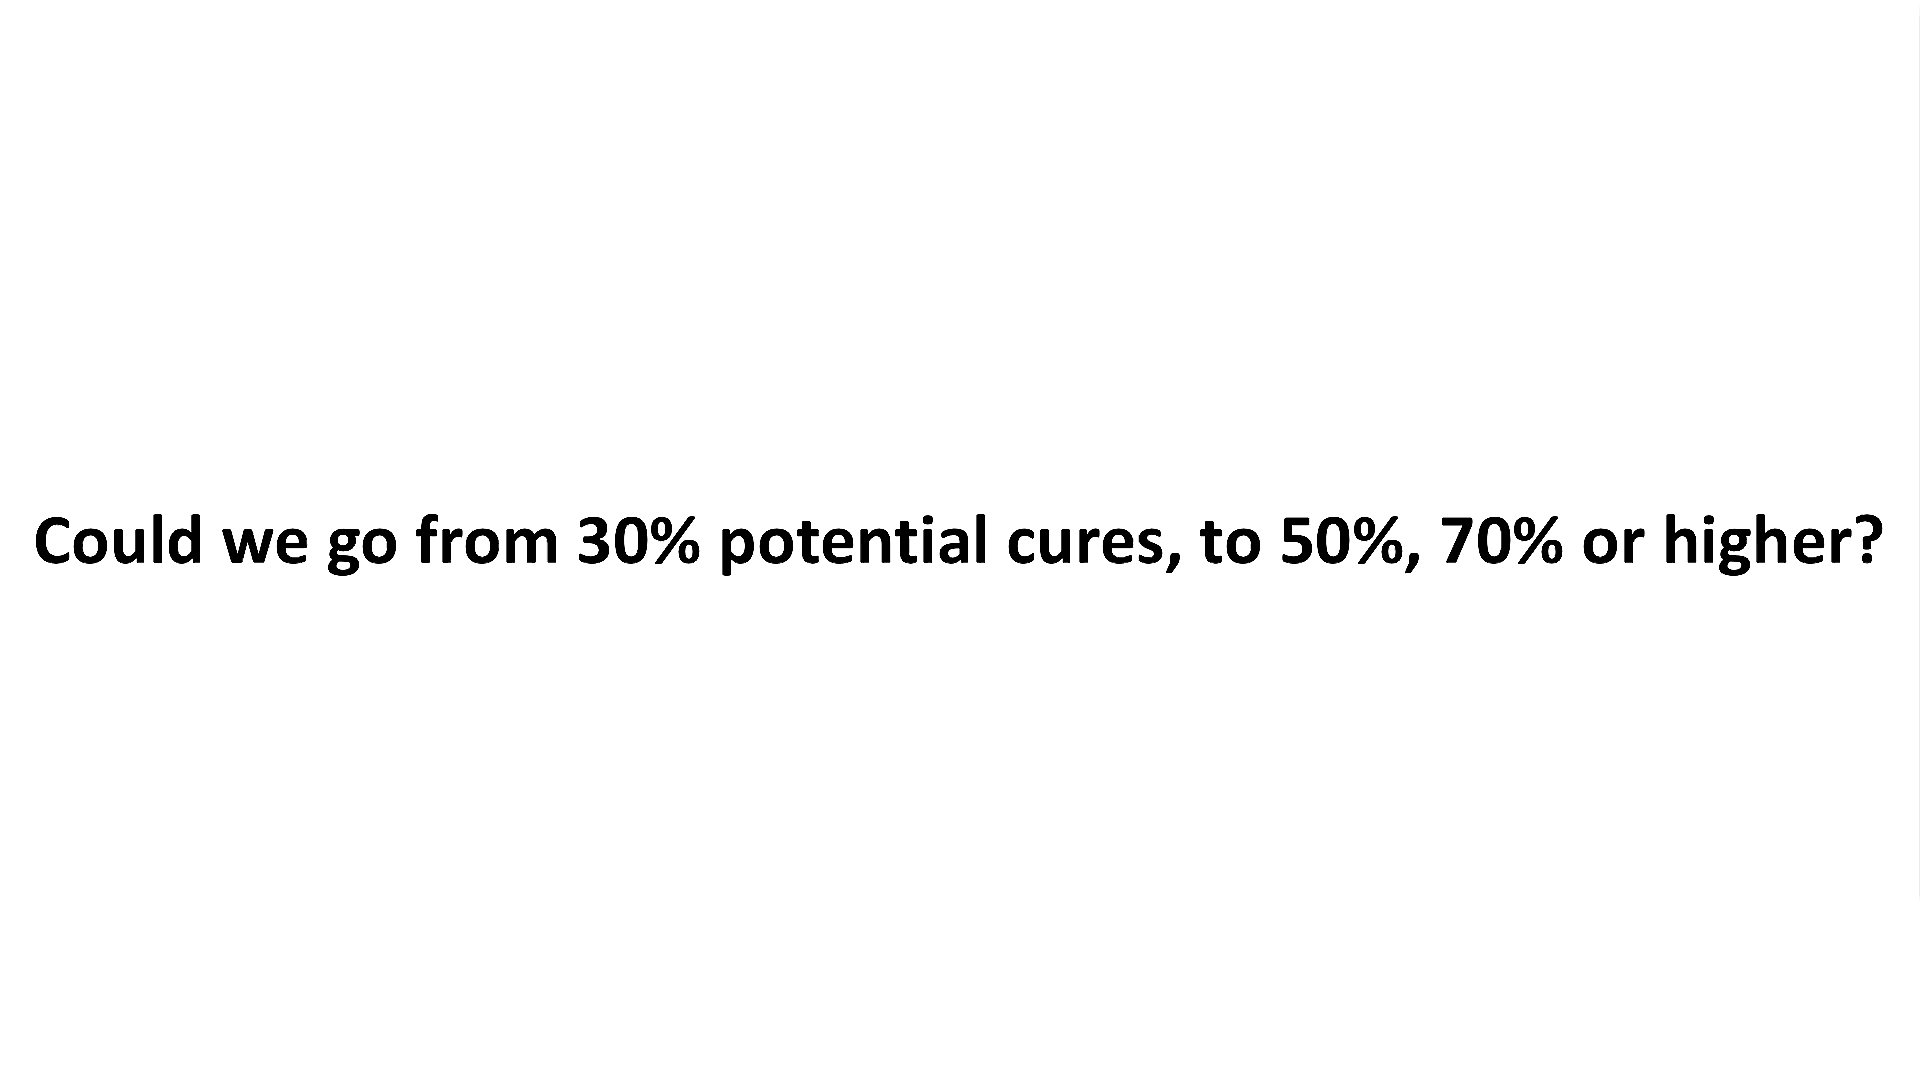 Could we go from 30% potential cures, to 50%, 70% or higher?